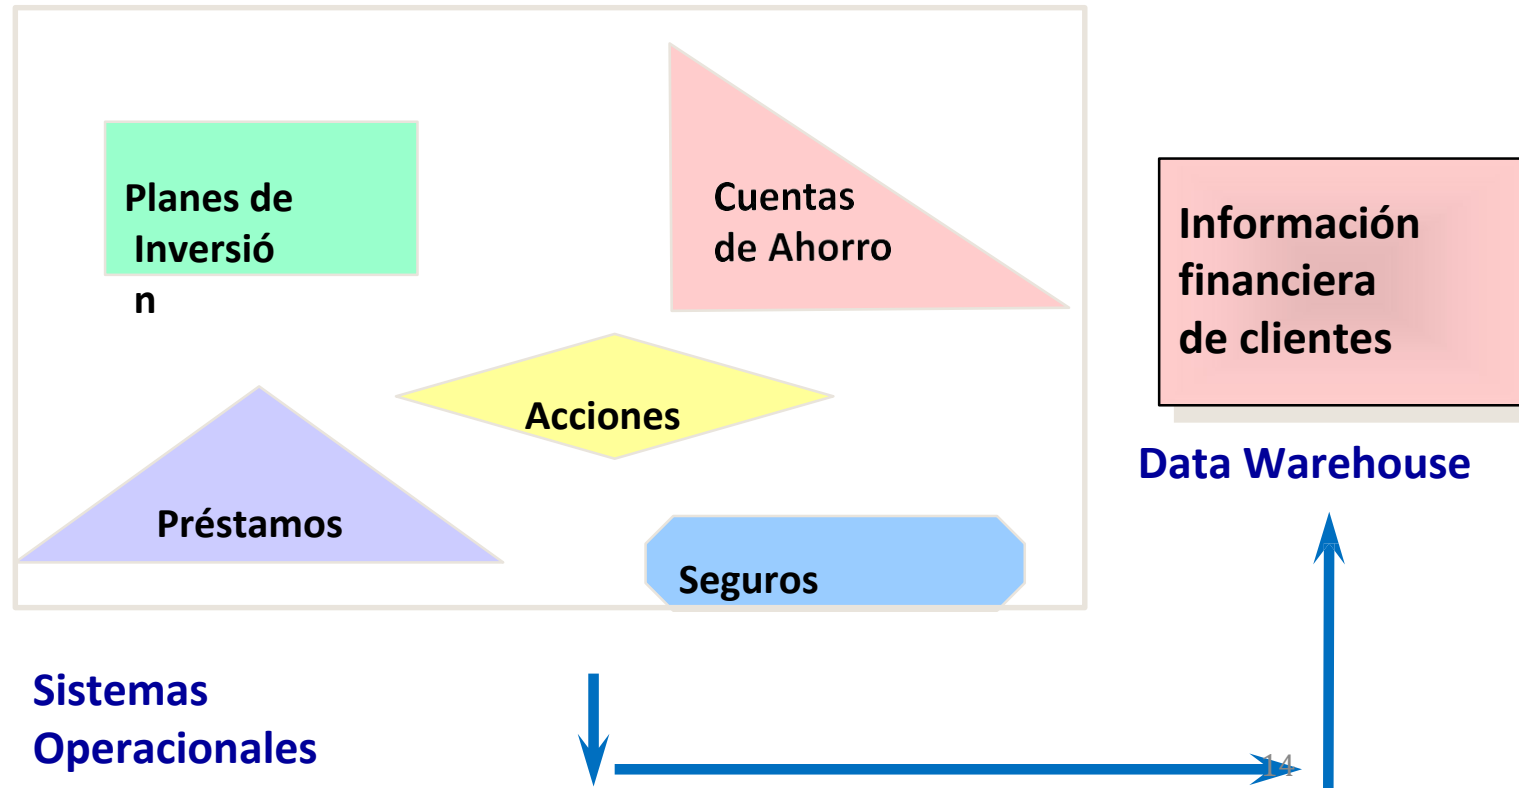 Planes de
Inversió
n
Cuentas
de Ahorro
Información
financiera
de clientes
Acciones
Data Warehouse
Préstamos
Seguros
Sistemas
Operacionales
14